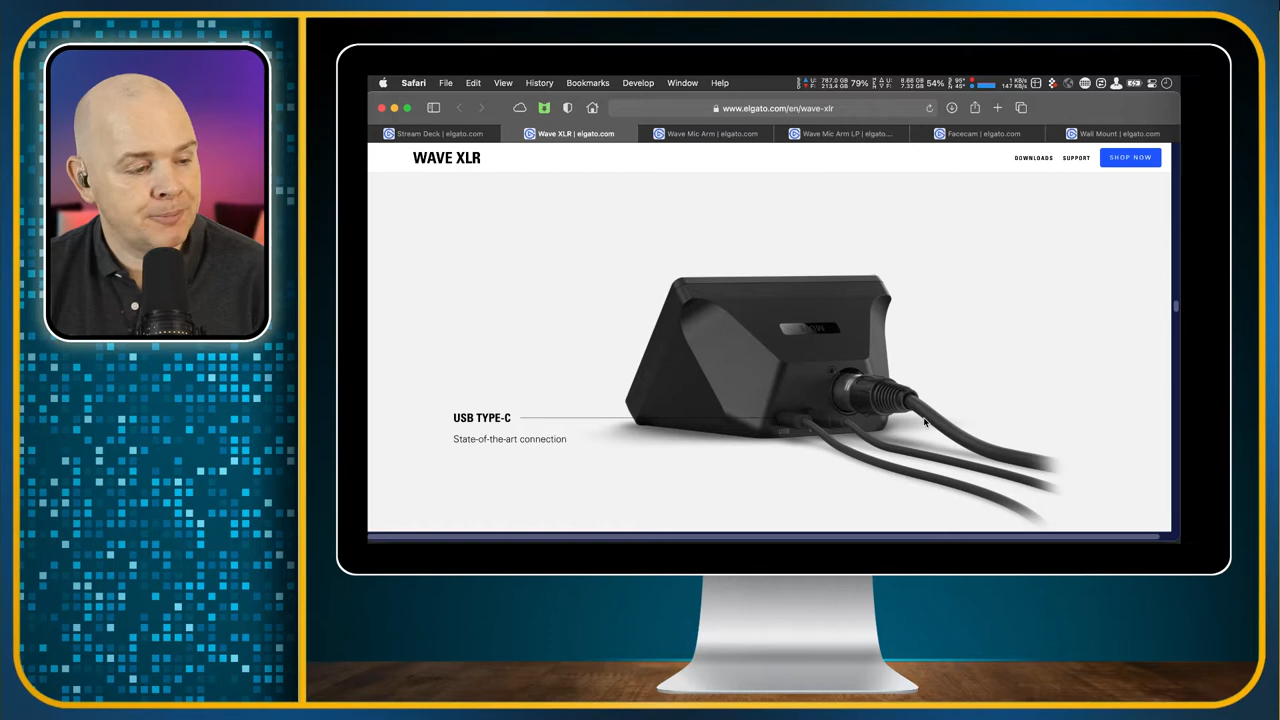 Safari File Edit View History Bookmarks Develop Window Help
79% 54%
www.elgato.com/en/wave-xlr
Stream Deck | elgato.com
Wave XLR | elgato.com
Wave Mic Arm | elgato.com
Wave Mic Arm LP | elgato....
Facecam | elgato.com
Wall Mount | elgato.com
WAVE XLR
DOWNLOADS
SUPPORT
SHOP NOW
USB TYPE-C
State-of-the-art connection